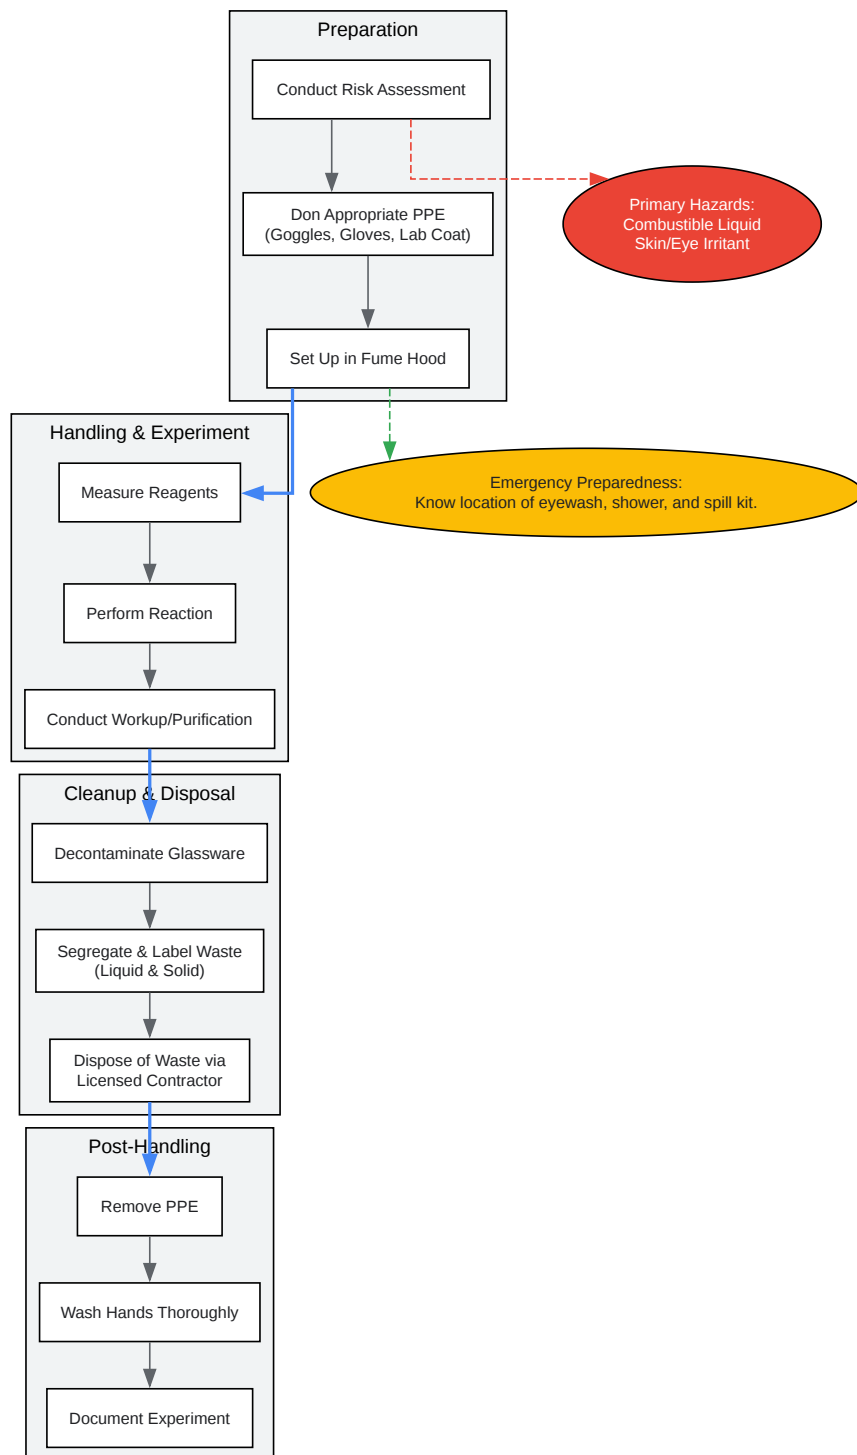 Preparation
Conduct Risk Assessment
Primary Hazards:
Combustible Liquid
Skin/Eye Irritant
Don Appropriate PPE
(Goggles, Gloves, Lab Coat)
Set Up in Fume Hood
Handling & Experiment
Measure Reagents
Emergency Preparedness:
Know location of eyewash, shower, and spill kit.
Perform Reaction
Conduct Workup/Purification
Cleanup & Disposal
Decontaminate Glassware
Segregate & Label Waste
(Liquid & Solid)
Dispose of Waste via
Licensed Contractor
Post-Handling
Remove PPE
Wash Hands Thoroughly
Document Experiment